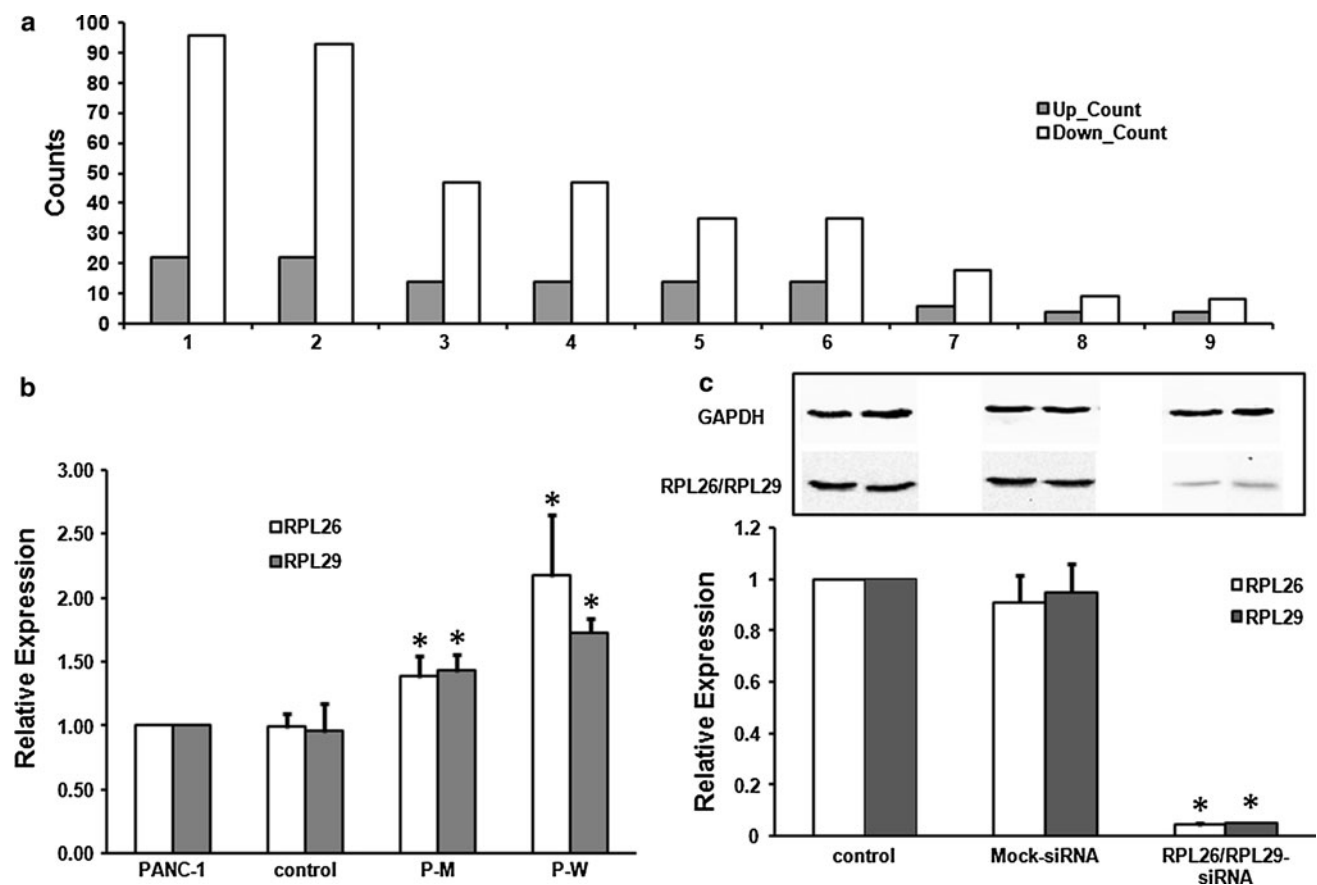 a
100
90
80
70
60
50
40
30
20
10
0
Counts
Up_Count
Down_Count
1 2 3 4 5 6 7 8 9
b
3.00
2.50
2.00
1.50
1.00
0.50
0.00
Relative Expression
RPL26
RPL29
* * * *
PANC-1 control P-M P-W
c
GAPDH
RPL26/RPL29
1.2
1
0.8
0.6
0.4
0.2
0
Relative Expression
RPL26
RPL29
* *
control Mock-siRNA RPL26/RPL29-
siRNA